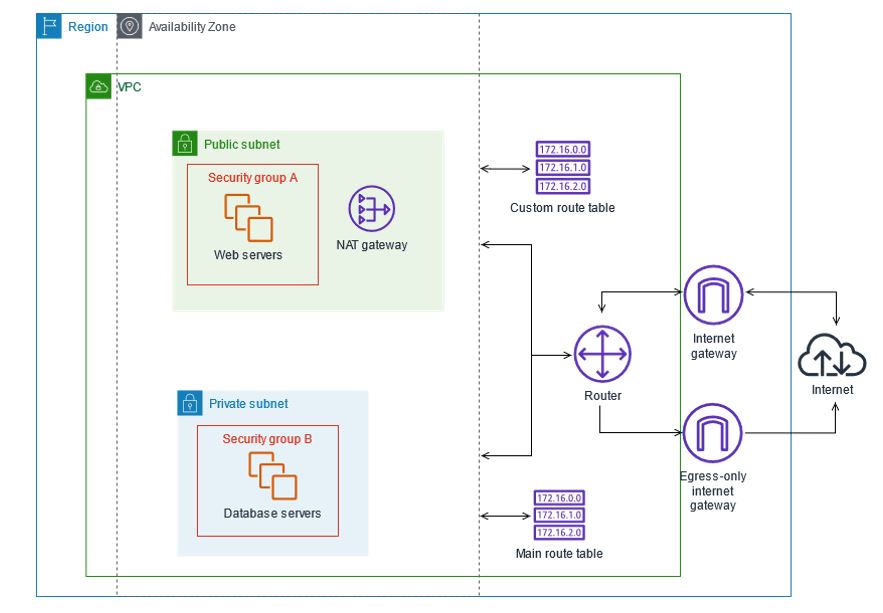 Region
Availability Zone
VPC
Public subnet
Security group A
Web servers
NAT gateway
172.16.0.0
172.16.1.0
172.16.2.0
Custom route table
Internet
gateway
Router
Internet
Private subnet
Security group B
Database servers
Egress-only
internet
gateway
172.16.0.0
172.16.1.0
172.16.2.0
Main route table